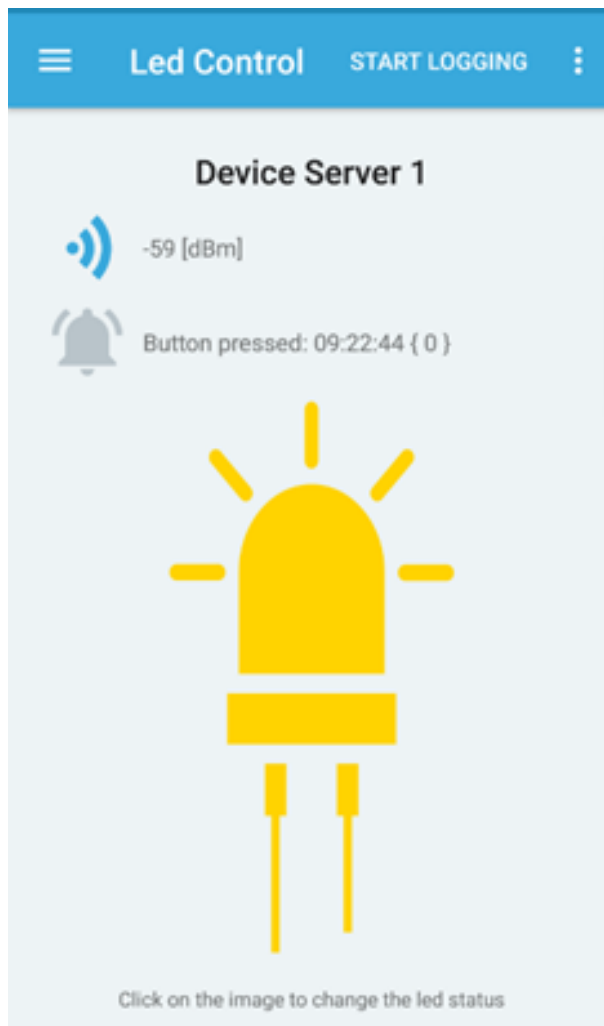 Led Control START LOGGING
Device Server 1
-59 [dBm]
Button pressed: 09:22:44 { 0 }
Click on the image to change the led status